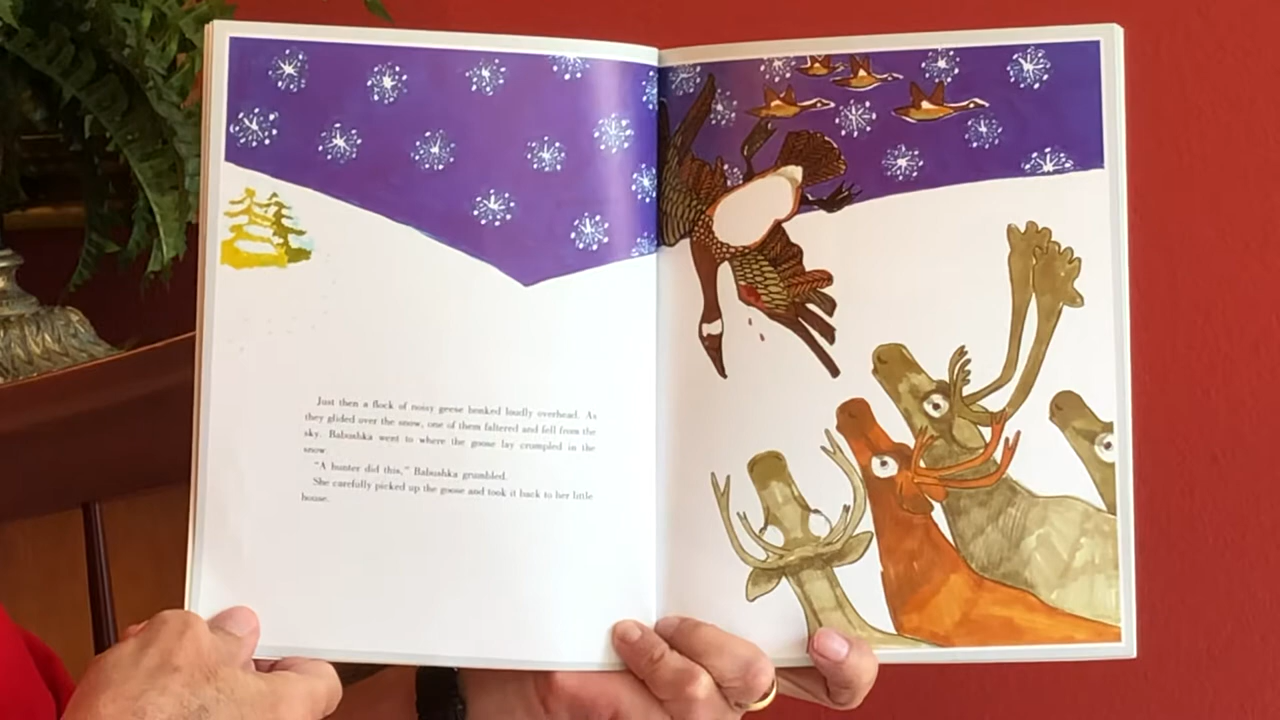 Just then a flock of noisy geese honked loudly overhead. As
they glided over the snow, one of them faltered and fell from the
sky. Babushka went to where the goose lay crumpled in the
snow.
"A hunter did this," Babushka grumbled.
She carefully picked up the goose and took it back to her little
house.